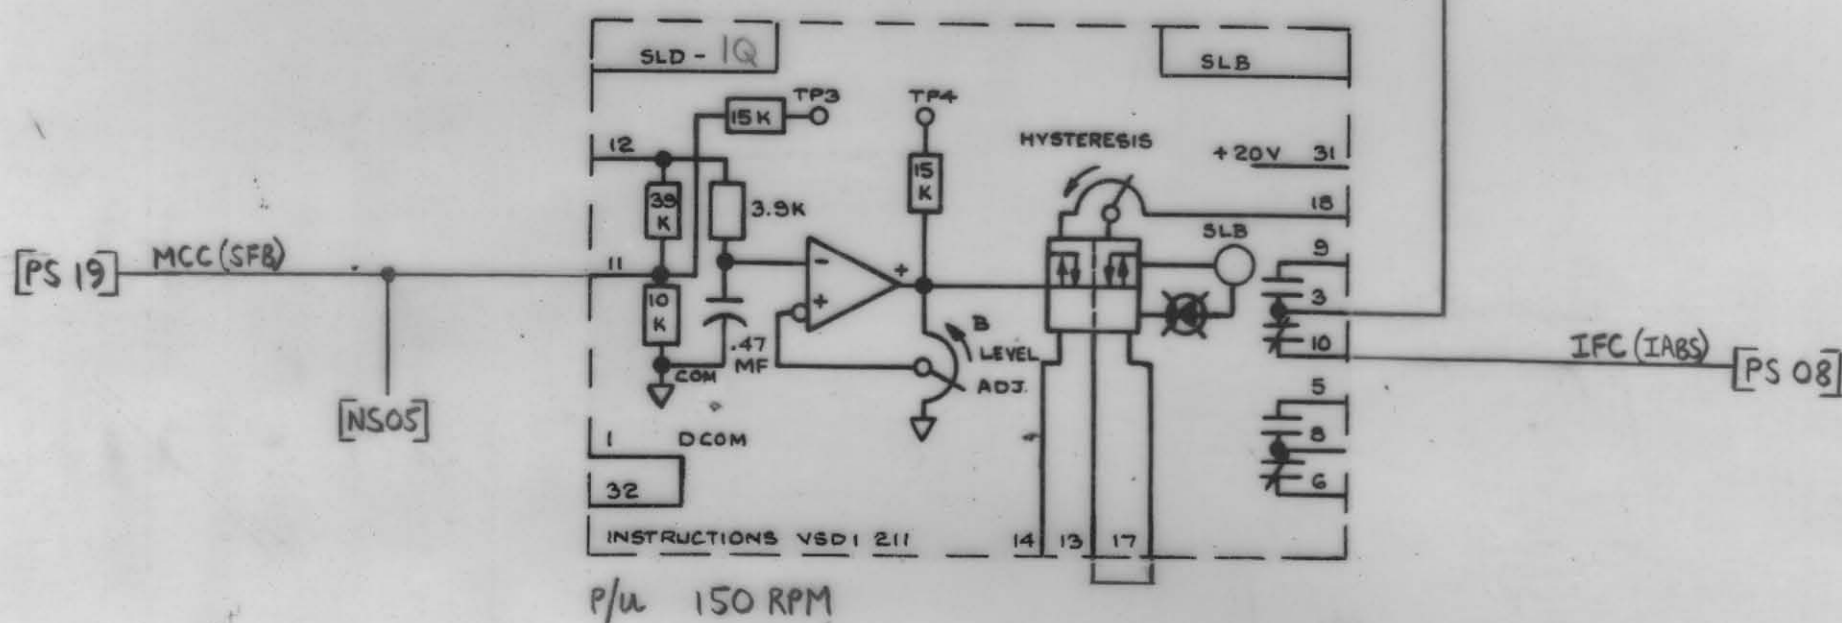 SLD - 1Q
SLB
TP3
TP4
15K
HYSTERESIS
12
+20V 31
39
K
15
K
3.9K
18
SLB
[PS 19]
MCC (SFB)
11
9
-
+
+
10
K
3
.47
MF
B
LEVEL
ADJ.
10
IFC (IABS)
[PS 08]
COM
[NS05]
5
1
DCOM
8
32
6
INSTRUCTIONS VSD1 211
14
13
17
P/U 150 RPM